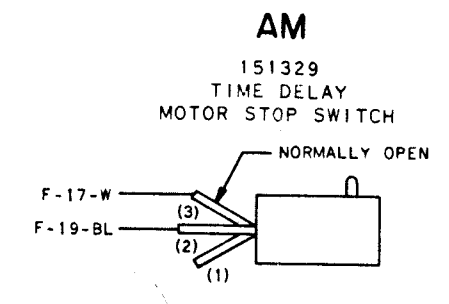 AM
151329
TIME DELAY
MOTOR STOP SWITCH
NORMALLY OPEN
F-17-W
(3)
F-19-BL
(2)
(1)